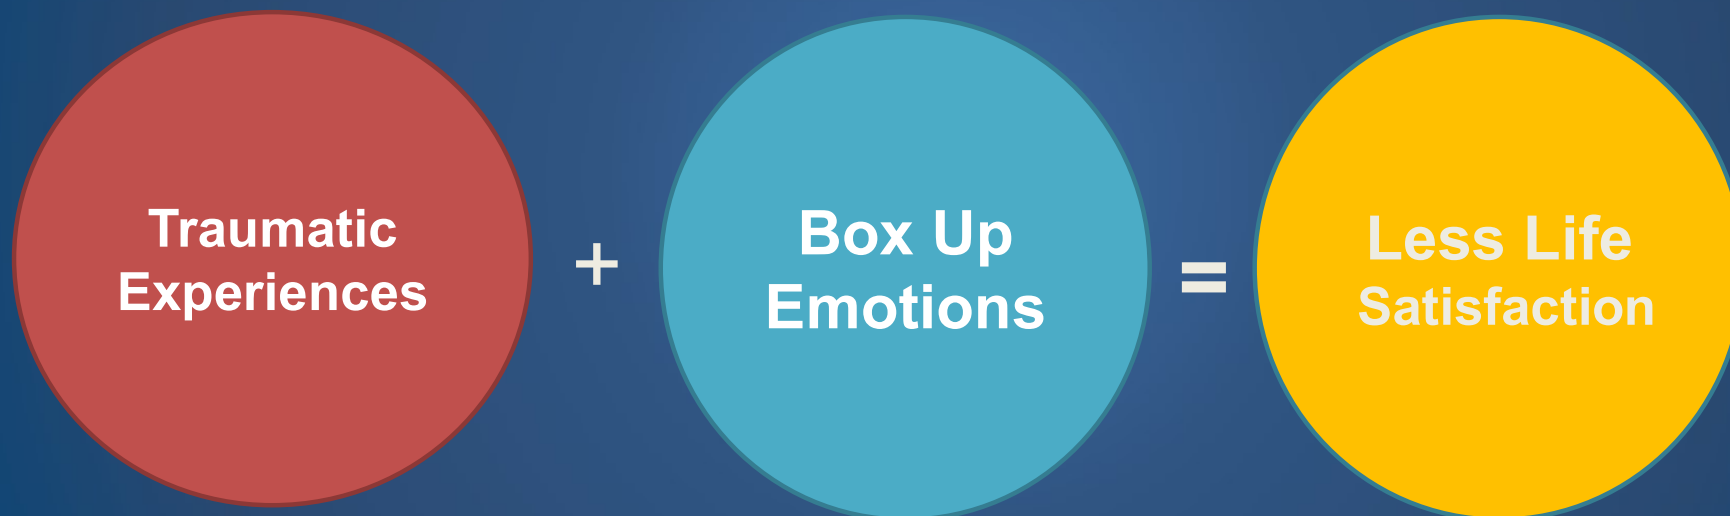 Traumatic
Experiences
+
Box Up
Emotions
=
Less Life
Satisfaction